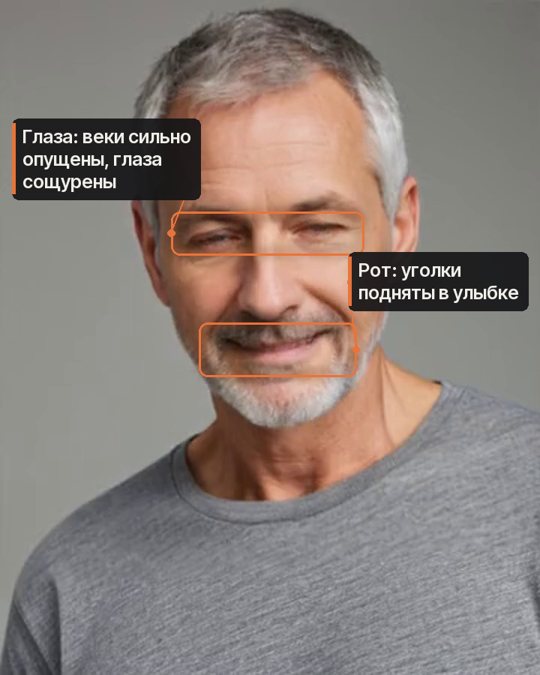 Глаза: веки сильно
опущены, глаза
сощурены
Рот: уголки
подняты в улыбке